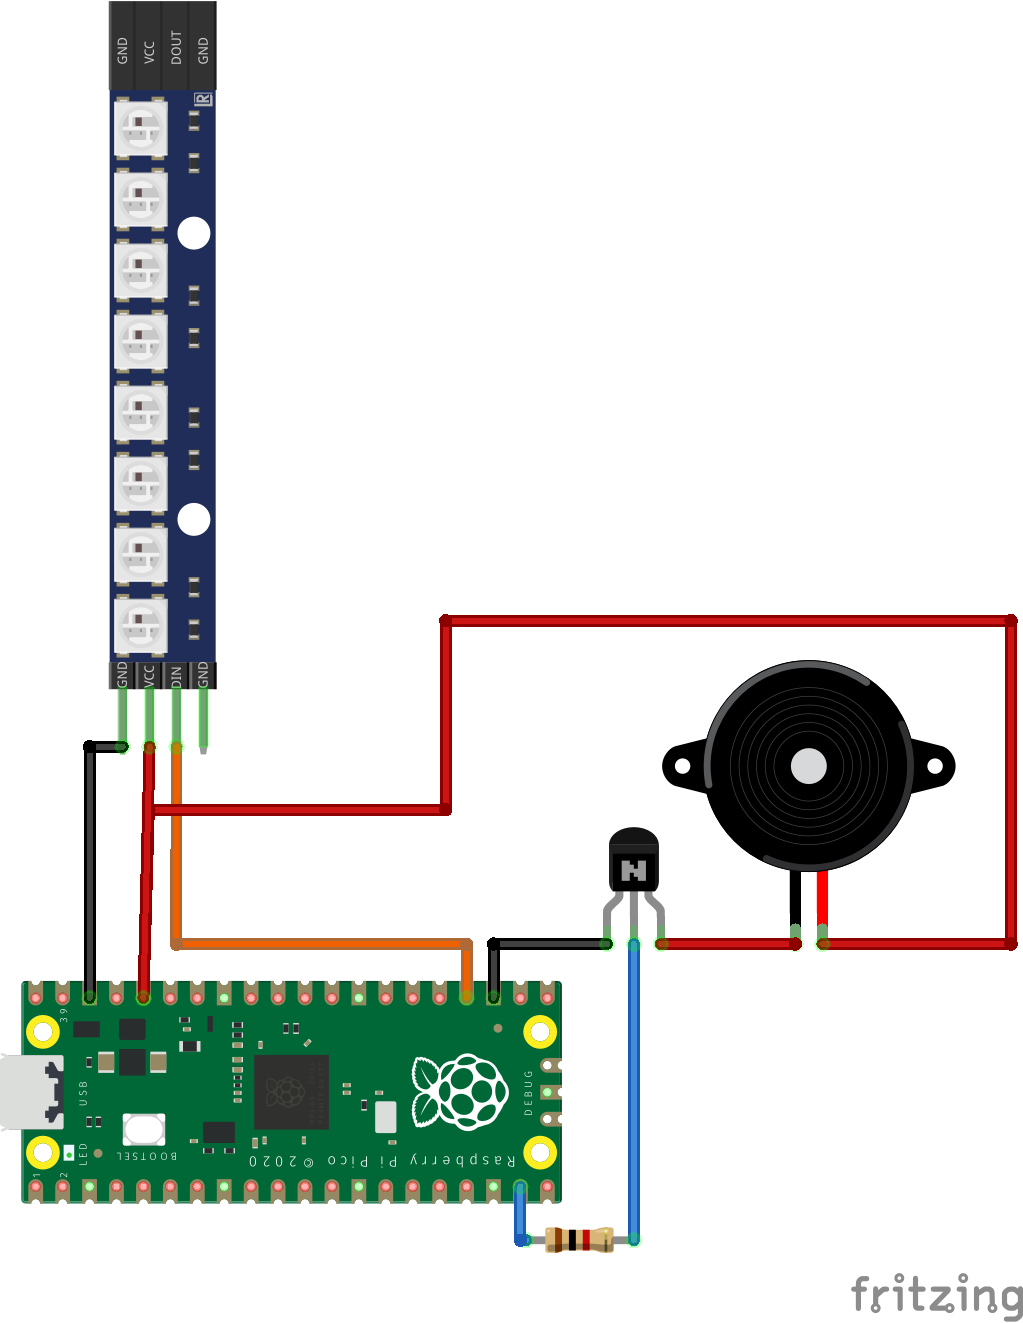 GND VCC DOUT GND
GND VCC DIN GND
39
USB
DEBUG
LED
BOOTSEL
Raspberry Pi Pico © 2020
1
2
N
fritzing